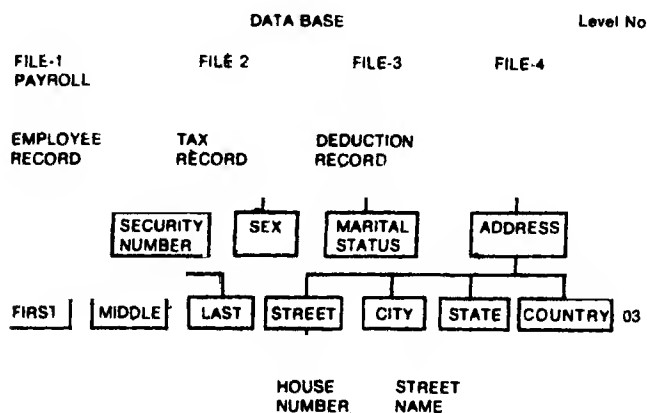 DATA BASE Level No
FILE-1 FILE 2 FILE-3 FILE-4
PAYROLL
EMPLOYEE TAX DEDUCTION
RECORD RECORD RECORD
SECURITY SEX MARITAL ADDRESS
NUMBER STATUS
FIRST MIDDLE LAST STREET CITY STATE COUNTRY 03
HOUSE STREET
NUMBER NAME